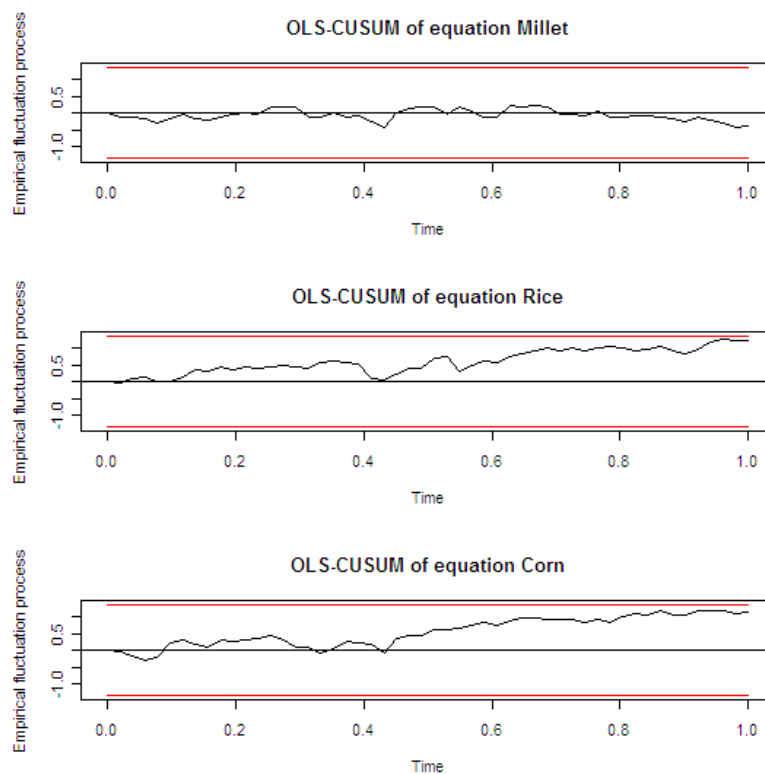 OLS-CUSUM of equation Millet
Empirical fluctuation process
0.5
-1.0
0.0 0.2 0.4 0.6 0.8 1.0
Time
OLS-CUSUM of equation Rice
Empirical fluctuation process
0.5
-1.0
0.0 0.2 0.4 0.6 0.8 1.0
Time
OLS-CUSUM of equation Corn
Empirical fluctuation process
0.5
-1.0
0.0 0.2 0.4 0.6 0.8 1.0
Time